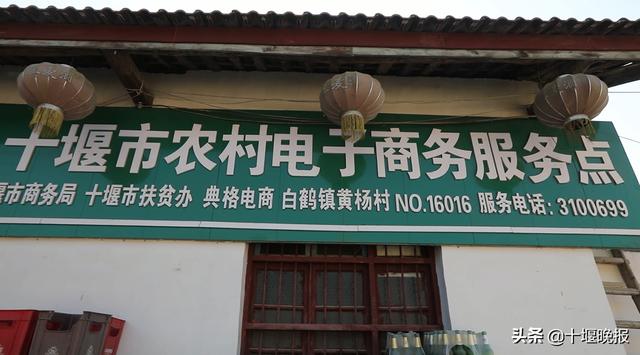 十堰市农村电子商务服务点
堰市商务局 十堰市扶贫办 典格电商 白鹤镇黄杨村 NO.16016 服务电话：3100699
头条@十堰晚报